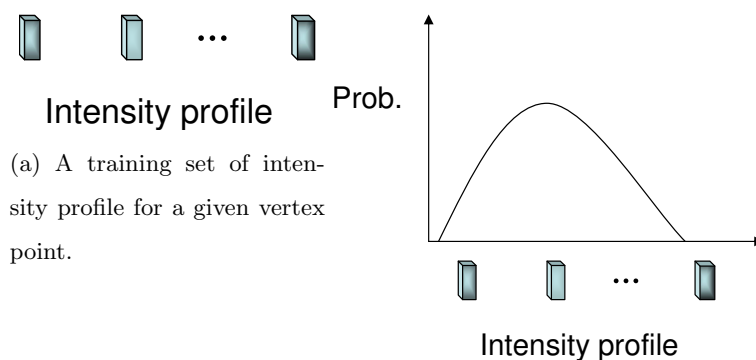 ...
Intensity profile
(a) A training set of inten-
sity profile for a given vertex
point.
Prob.
...
Intensity profile